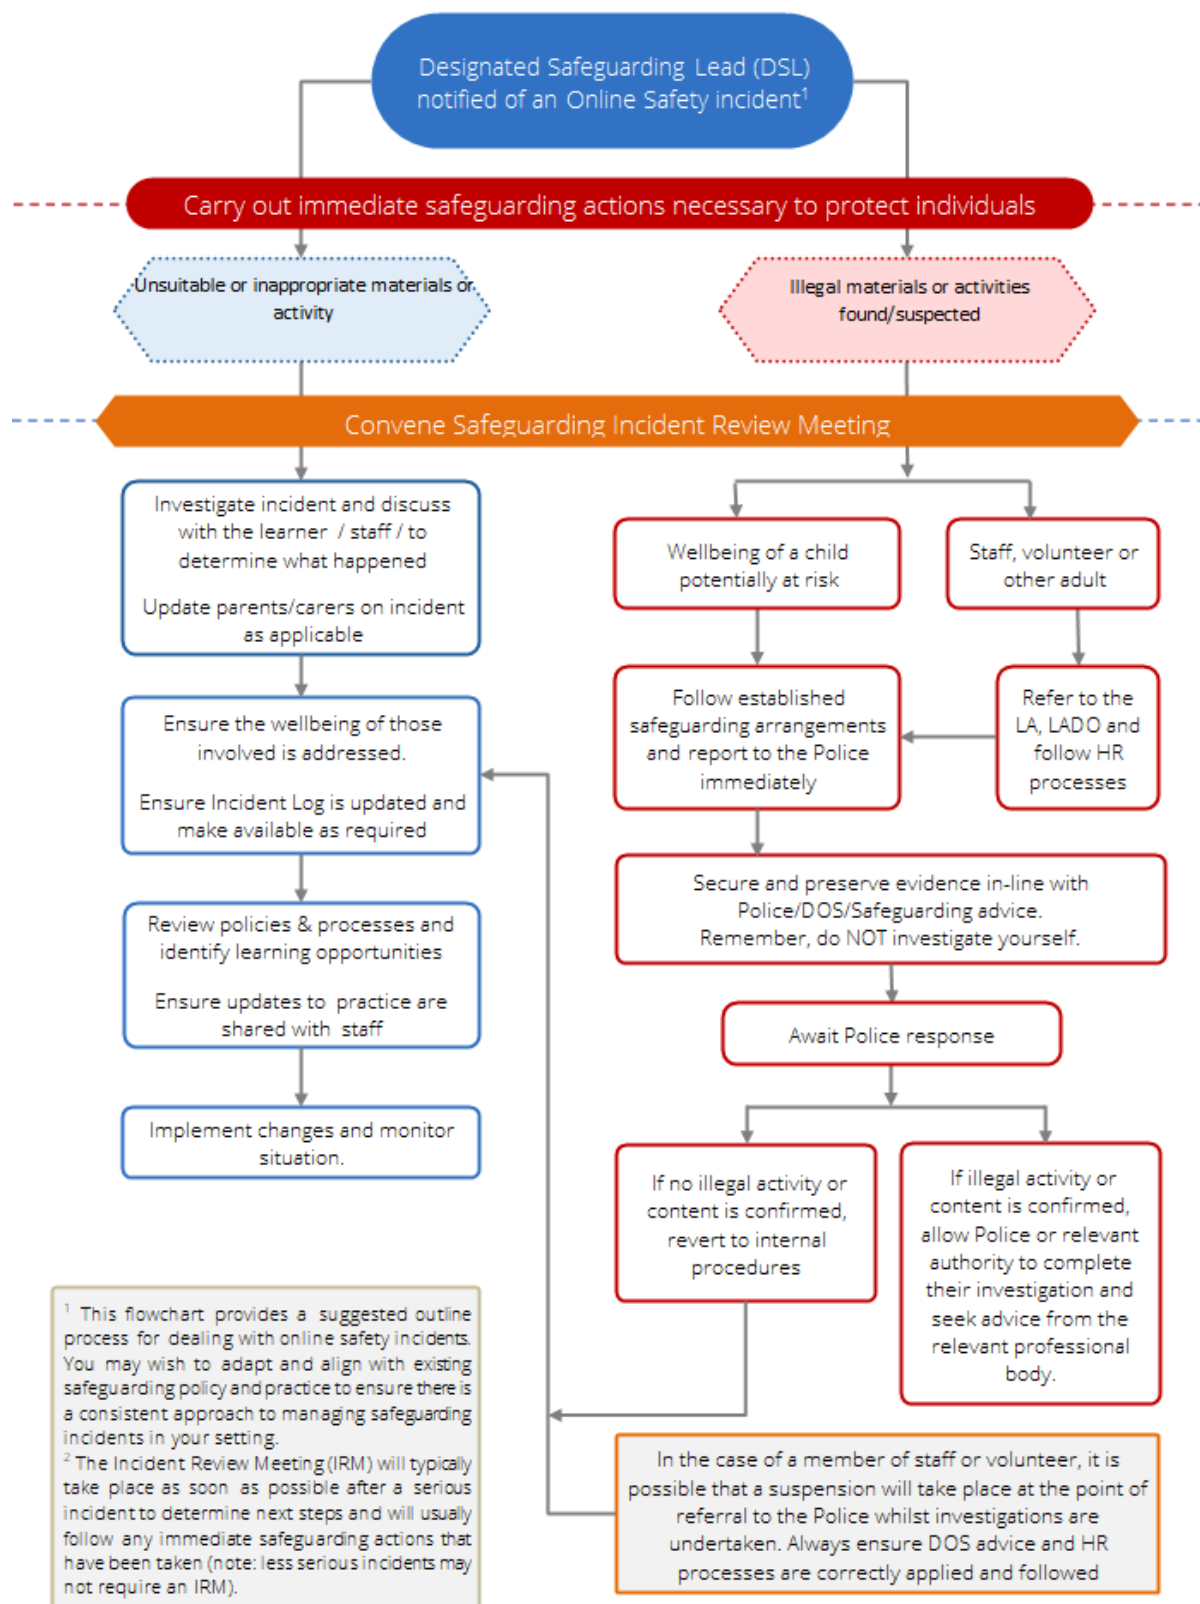 Designated Safeguarding Lead (DSL)
notified of an Online Safety incident1
Carry out immediate safeguarding actions necessary to protect individuals
Unsuitable or inappropriate materials or
activity
Illegal materials or activities
found/suspected
Convene Safeguarding Incident Review Meeting
Investigate incident and discuss
with the learner / staff / to
determine what happened
Update parents/carers on incident
as applicable
Wellbeing of a child
potentially at risk
Staff, volunteer or
other adult
Ensure the wellbeing of those
involved is addressed.
Ensure Incident Log is updated and
make available as required
Follow established
safeguarding arrangements
and report to the Police
immediately
Refer to the
LA, LADO and
follow HR
processes
Secure and preserve evidence in-line with
Police/DOS/Safeguarding advice.
Remember, do NOT investigate yourself.
Review policies & processes and
identify learning opportunities
Ensure updates to practice are
shared with staff
Await Police response
Implement changes and monitor
situation.
If no illegal activity or
content is confirmed,
revert to internal
procedures
If illegal activity or
content is confirmed,
allow Police or relevant
authority to complete
their investigation and
seek advice from the
relevant professional
body.
1 This flowchart provides a suggested outline
process for dealing with online safety incidents.
You may wish to adapt and align with existing
safeguarding policy and practice to ensure there is
a consistent approach to managing safeguarding
incidents in your setting.
2 The Incident Review Meeting (IRM) will typically
take place as soon as possible after a serious
incident to determine next steps and will usually
follow any immediate safeguarding actions that
have been taken (note: less serious incidents may
not require an IRM).
In the case of a member of staff or volunteer, it is
possible that a suspension will take place at the point of
referral to the Police whilst investigations are
undertaken. Always ensure DOS advice and HR
processes are correctly applied and followed